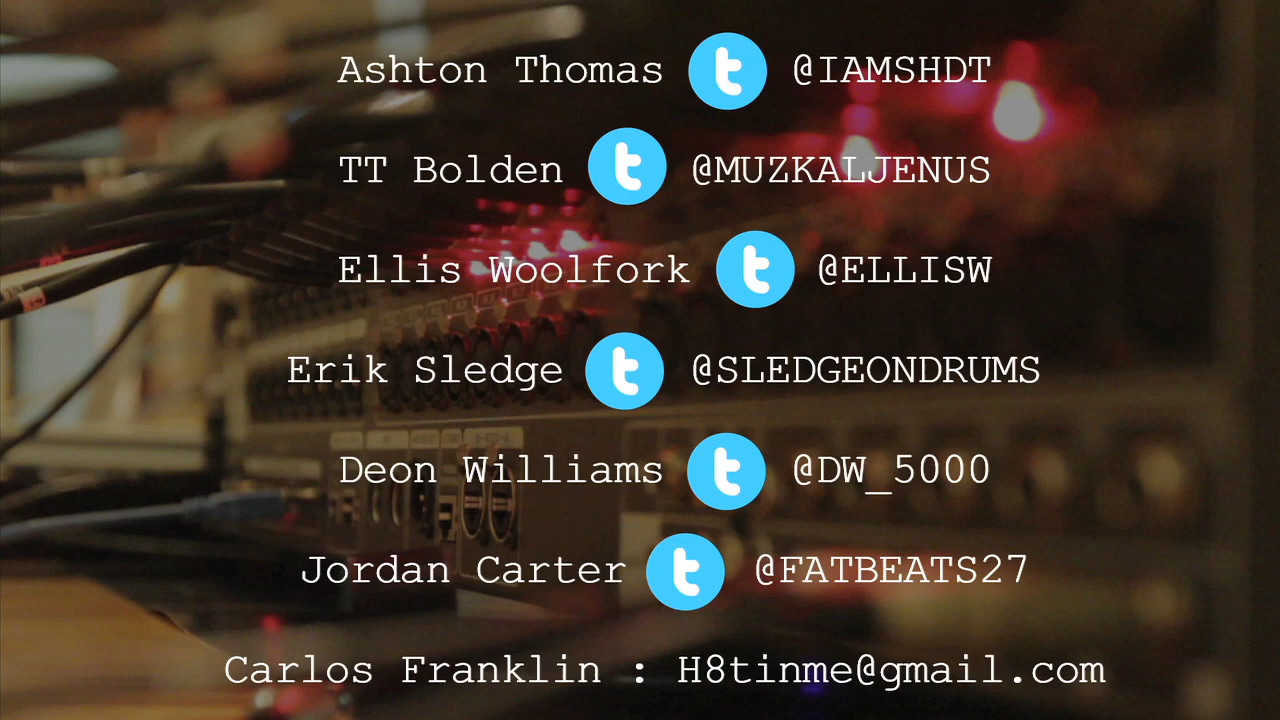 Ashton Thomas t @IAMSHDT
TT Bolden t @MUZKALJENUS
Ellis Woolfork t @ELLISW
Erik Sledge t @SLEDGEONDRUMS
Deon Williams t @DW_5000
Jordan Carter t @FATBEATS27
Carlos Franklin : H8tinme@gmail.com